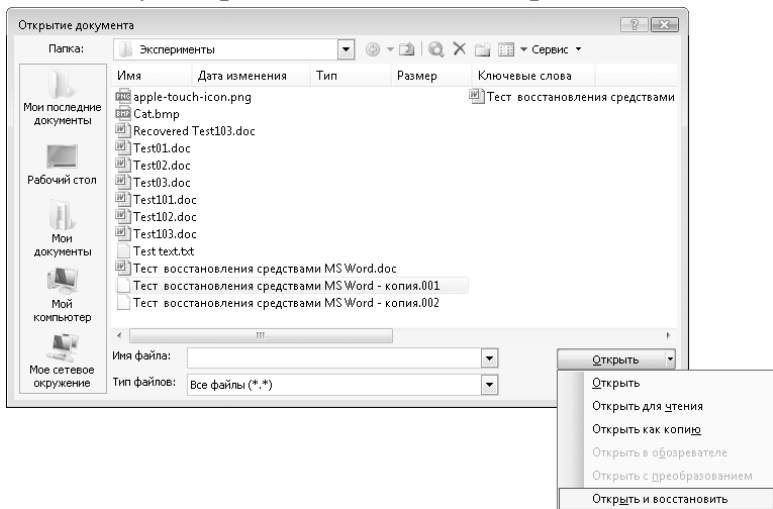 Открытие документа
Папка:
Эксперименты
Сервис
Имя Дата изменения Тип Размер Ключевые слова
apple-touch-icon.png
Тест восстановления средствами
Cat.bmp
Recovered Test103.doc
Test01.doc
Test02.doc
Test03.doc
Test101.doc
Test102.doc
Test103.doc
Test text.txt
Тест восстановления средствами MS Word.doc
Тест восстановления средствами MS Word - копия.001
Тест восстановления средствами MS Word - копия.002
Мои последние
документы
Рабочий стол
Мои
документы
Мой
компьютер
Мое сетевое
окружение
Имя файла:
Тип файлов: Все файлы (*.*)
Открыть
Открыть
Открыть для чтения
Открыть как копию
Открыть в обозревателе
Открыть с преобразованием
Открыть и восстановить